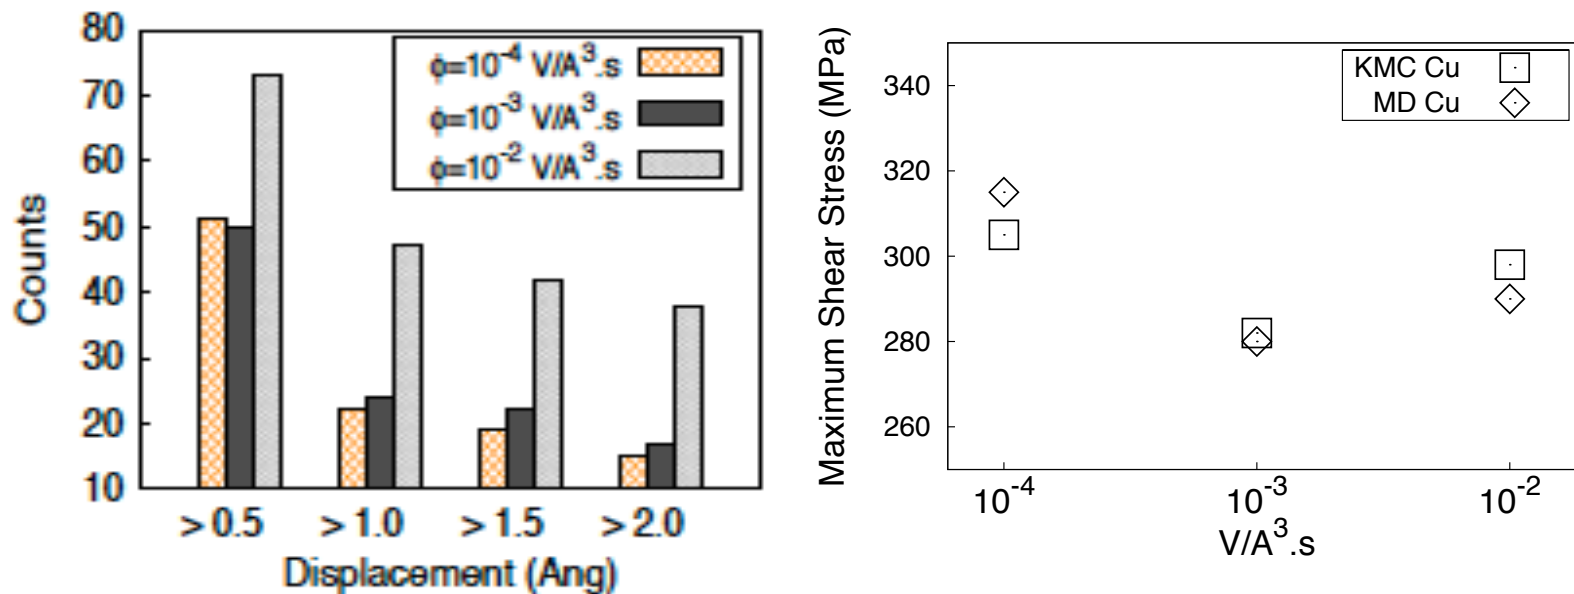 80
70
60
50
40
30
20
10
Counts
ϕ=10⁻⁴ V/A³.s
ϕ=10⁻³ V/A³.s
ϕ=10⁻² V/A³.s
> 0.5 > 1.0 > 1.5 > 2.0
Displacement (Ang)
Maximum Shear Stress (MPa)
340
320
300
280
260
KMC Cu
MD Cu
10⁻⁴ 10⁻³ 10⁻²
V/A³.s